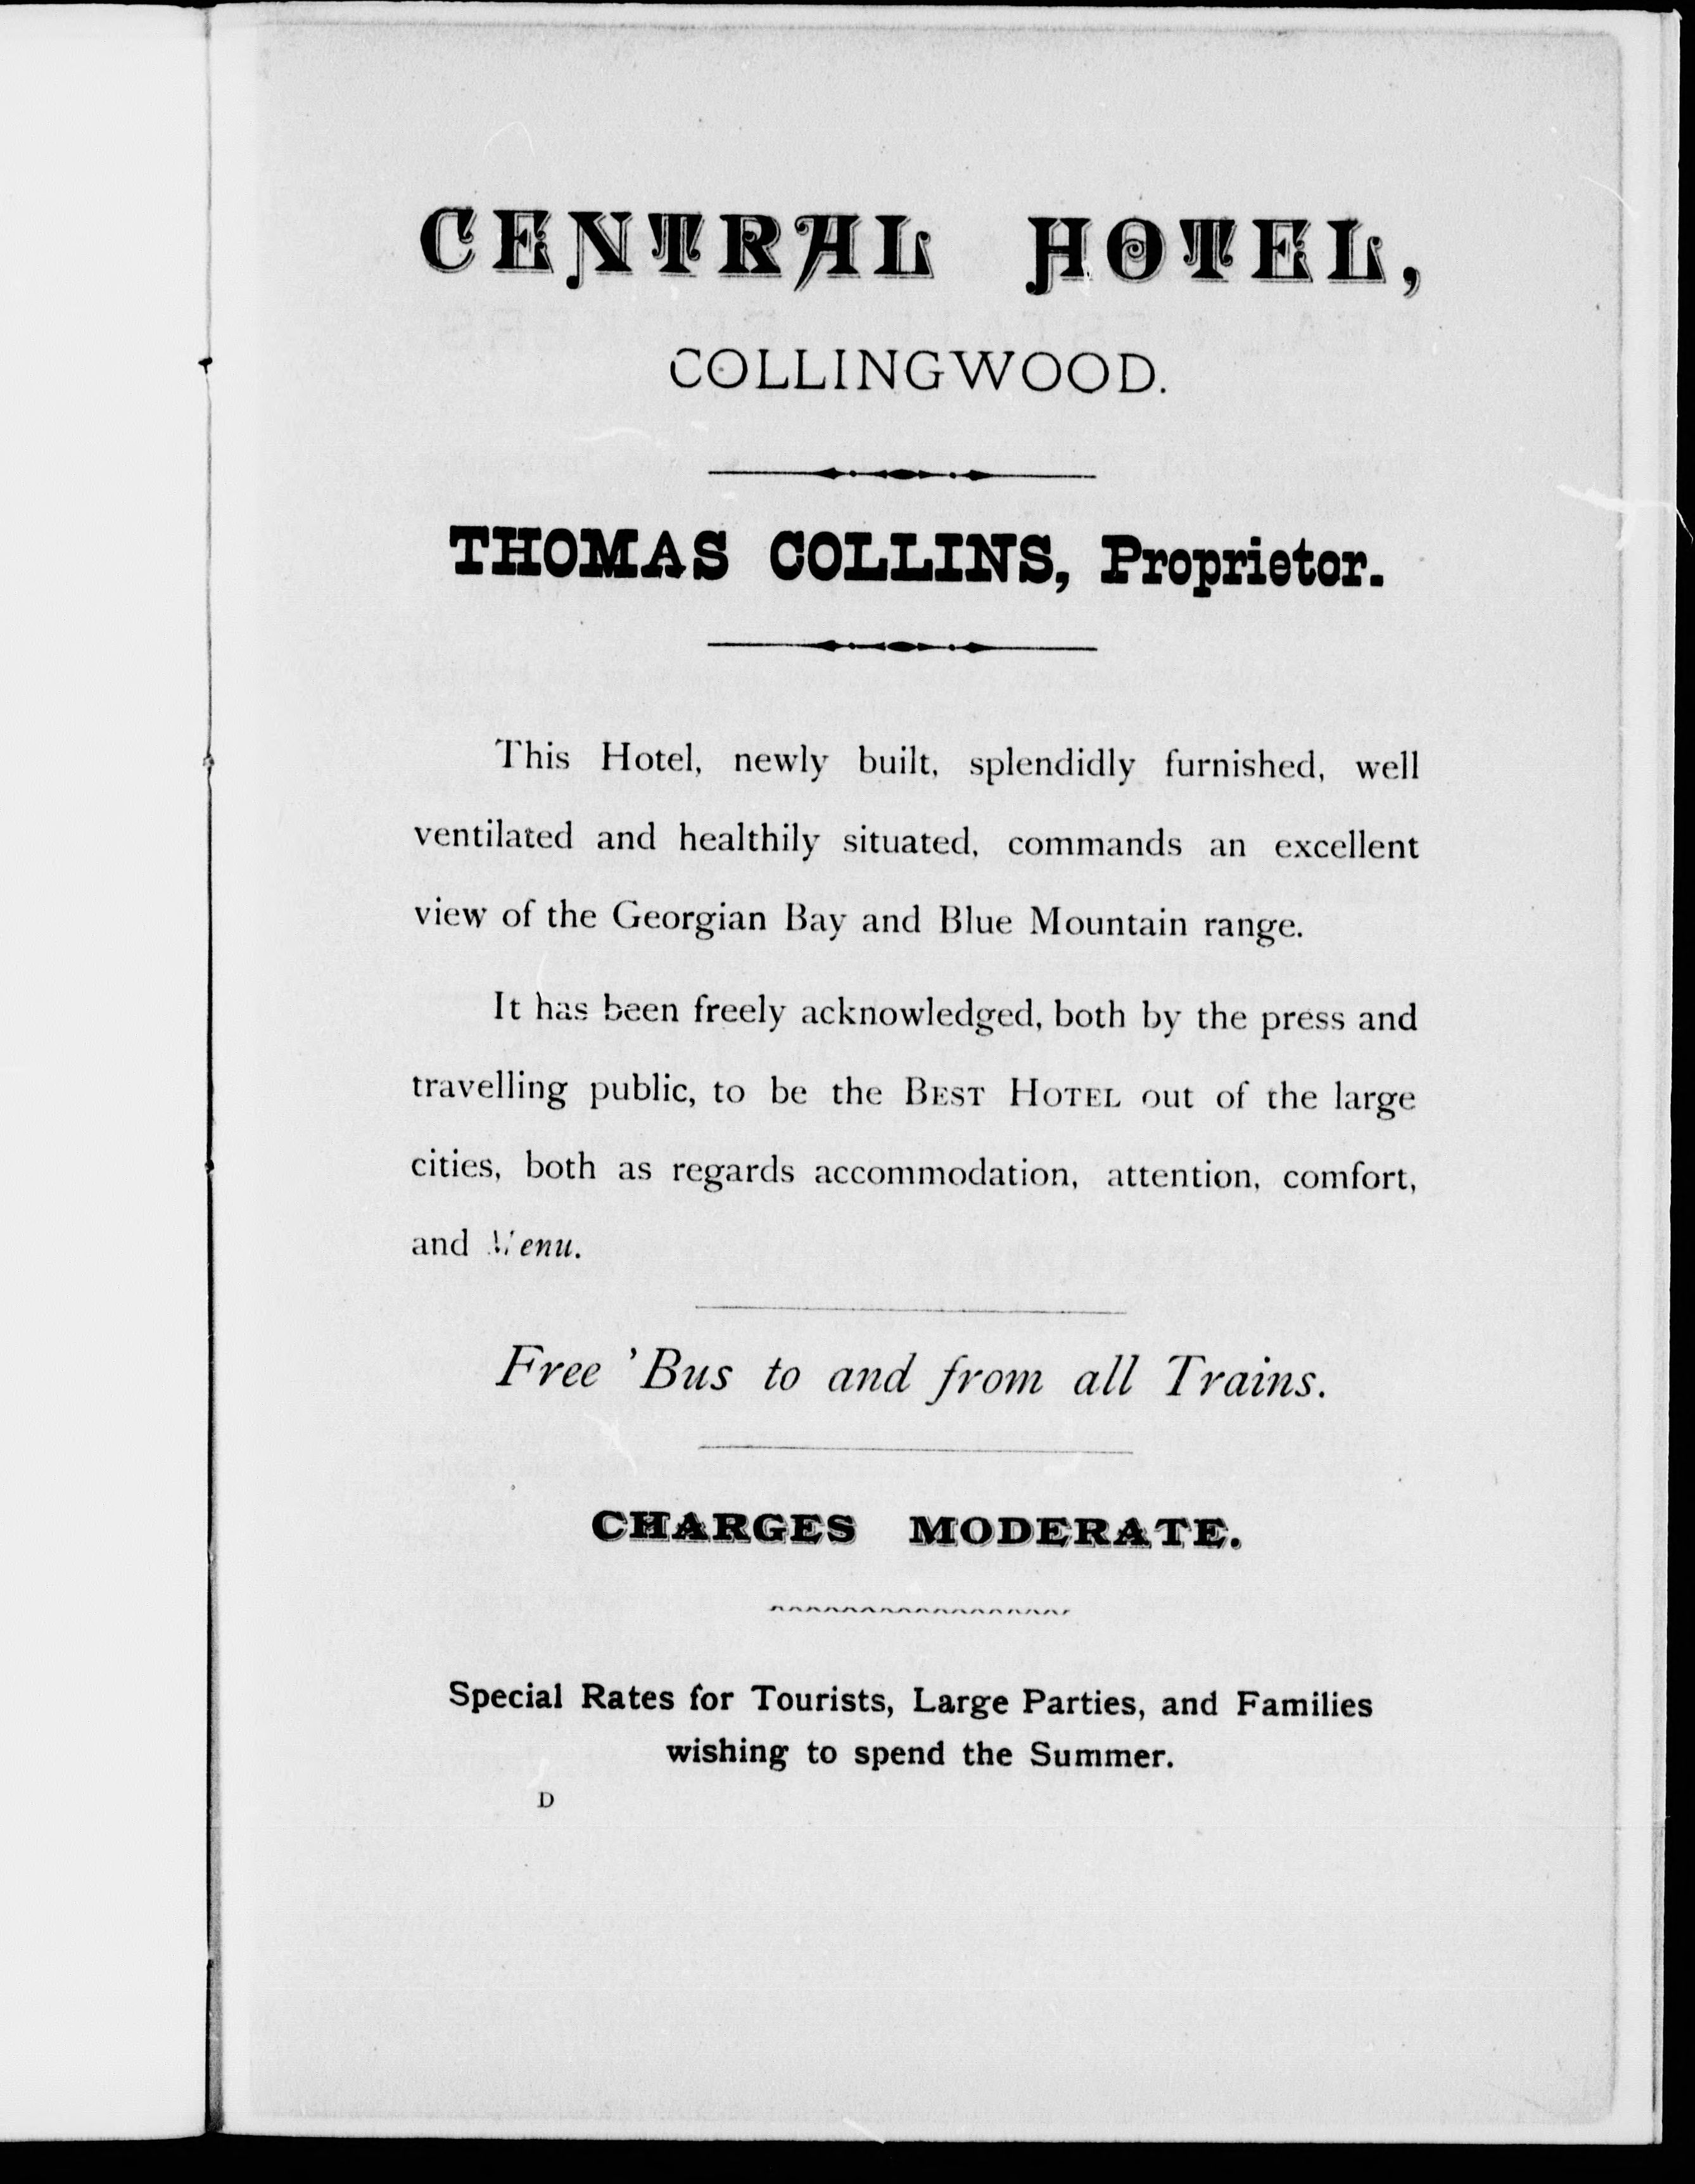 CENTRAL HOTEL,
COLLINGWOOD.
THOMAS COLLINS, Proprietor.
This Hotel, newly built, splendidly furnished, well
ventilated and healthily situated, commands an excellent
view of the Georgian Bay and Blue Mountain range.
It has been freely acknowledged, both by the press and
travelling public, to be the BEST HOTEL out of the large
cities, both as regards accommodation, attention, comfort,
and Menu.
Free 'Bus to and from all Trains.
CHARGES MODERATE.
Special Rates for Tourists, Large Parties, and Families
wishing to spend the Summer.
D